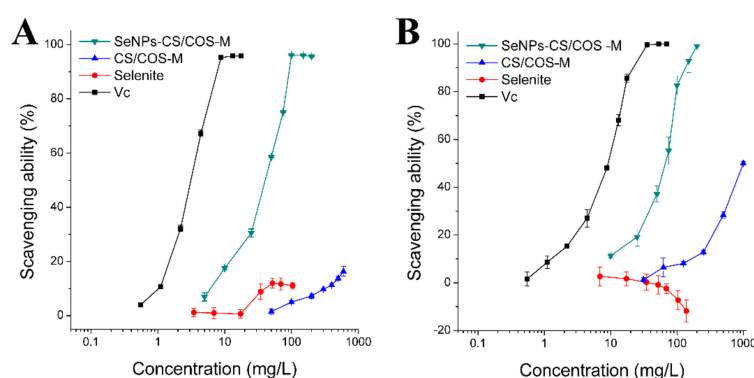 A
SeNPs-CS/COS-M
CS/COS-M
Selenite
Vc
Scavenging ability (%)
100
80
60
40
20
0
0.1
1
10
100
1000
Concentration (mg/L)
B
SeNPs-CS/COS -M
CS/COS-M
Selenite
Vc
Scavenging ability (%)
100
80
60
40
20
0
-20
0.1
1
10
100
1000
Concentration (mg/L)